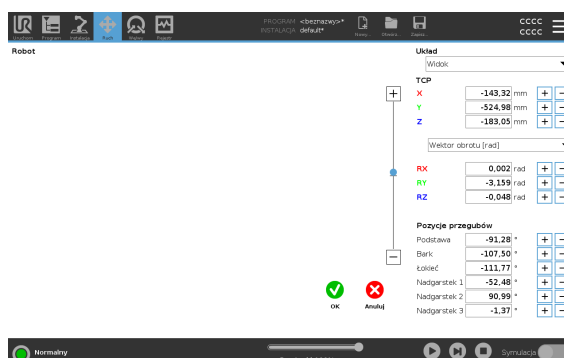 PROGRAM <beznazwy>*
INSTALACJA default*
cccc
cccc
Uruchom Program Instalacja Ruch Rejestr
Nowy... Otwórz... Zapisz...
Robot
Układ
Widok
TCP
X -143,32 mm
Y -524,98 mm
Z -183,05 mm
Wektor obrotu [rad]
RX 0,002 rad
RY -3,159 rad
RZ -0,048 rad
Pozycje przegubów
Podstawa -91,28 °
Bark -107,50 °
Łokieć -111,77 °
Nadgarstek 1 -52,48 °
Nadgarstek 2 90,99 °
Nadgarstek 3 -1,37 °
OK Anuluj
Normalny
Symulacja